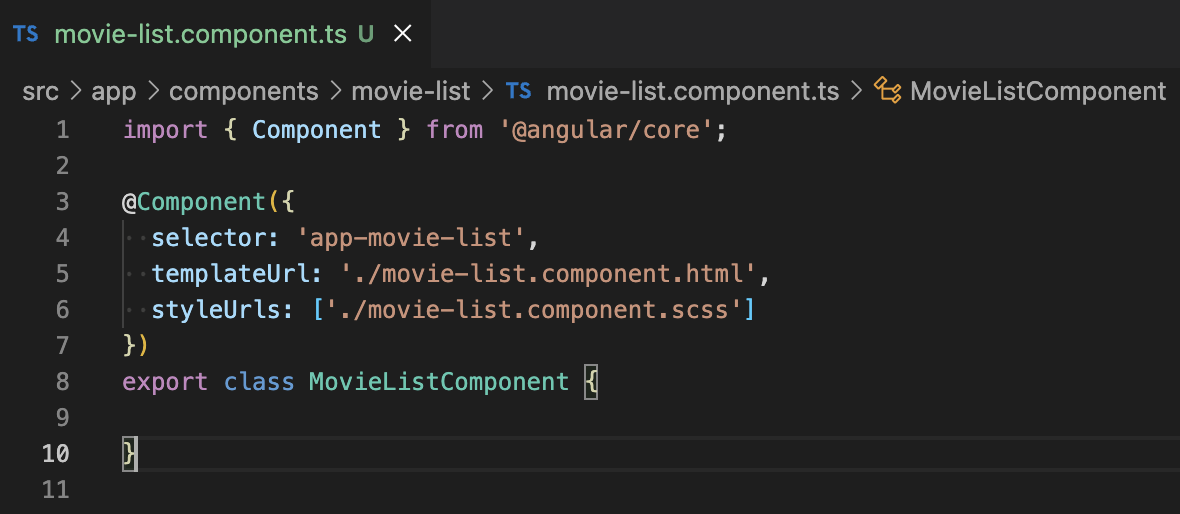 TS movie-list.component.ts U
src > app > components > movie-list > TS movie-list.component.ts > MovieListComponent
1 import { Component } from '@angular/core';
2
3 @Component({
4   selector: 'app-movie-list',
5   templateUrl: './movie-list.component.html',
6   styleUrls: ['./movie-list.component.scss']
7 })
8 export class MovieListComponent {
9
10 }
11